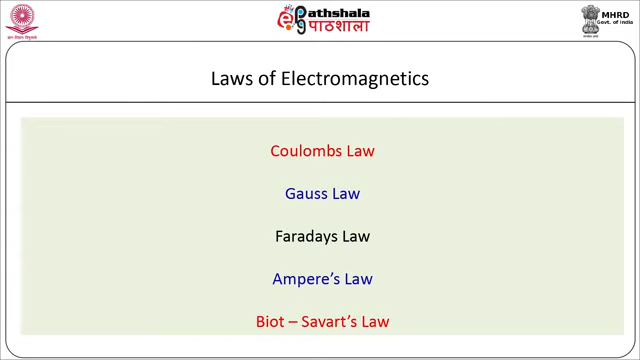 Pathshala
पाठशाला
MHRD
Govt. of India
Laws of Electromagnetics
Coulombs Law
Gauss Law
Faradays Law
Ampere's Law
Biot – Savart's Law